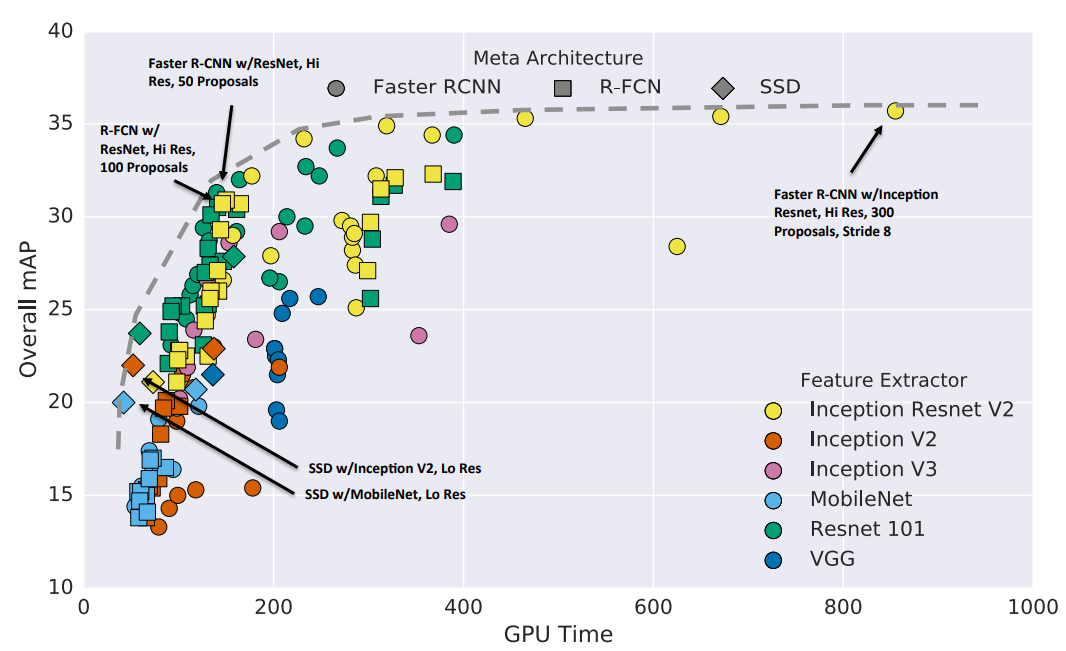 40
35
30
25
20
15
10
Overall mAP
0
200
400
600
800
1000
GPU Time
Meta Architecture
Faster RCNN
R-FCN
SSD
Faster R-CNN w/ResNet, Hi
Res, 50 Proposals
R-FCN w/
ResNet, Hi Res,
100 Proposals
Faster R-CNN w/Inception
Resnet, Hi Res, 300
Proposals, Stride 8
SSD w/Inception V2, Lo Res
SSD w/MobileNet, Lo Res
Feature Extractor
Inception Resnet V2
Inception V2
Inception V3
MobileNet
Resnet 101
VGG